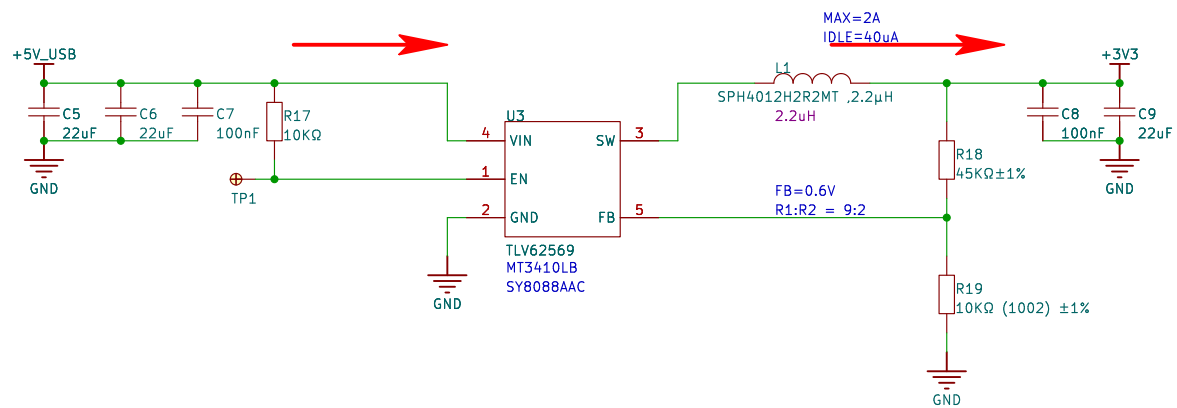 MAX=2A
IDLE=40uA
+5V_USB
+3V3
L1
SPH4012H2R2MT ,2.2μH
2.2uH
C5
22uF
C6
22uF
C7
100nF
R17
10KΩ
C8
100nF
C9
22uF
U3
4
VIN
SW
3
1
EN
2
GND
FB
5
TLV62569
MT3410LB
SY8088AAC
TP1
GND
GND
GND
R18
45KΩ±1%
FB=0.6V
R1:R2 = 9:2
R19
10KΩ (1002) ±1%
GND